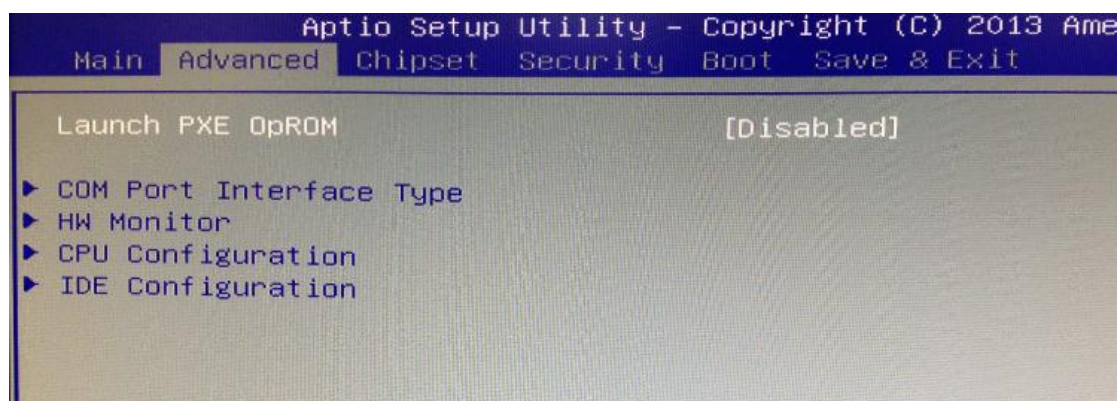 Aptio Setup Utility – Copyright (C) 2013 Ame
Main Advanced Chipset Security Boot Save & Exit
Launch PXE OpROM [Disabled]
▶ COM Port Interface Type
▶ HW Monitor
▶ CPU Configuration
▶ IDE Configuration